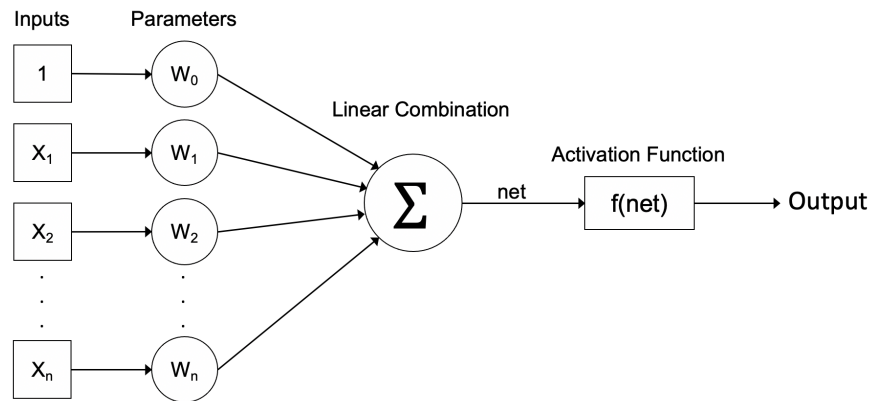 Inputs
Parameters
1
W₀
Linear Combination
X₁
W₁
Activation Function
Σ
net
f(net)
Output
X₂
W₂
.
.
.
.
.
.
Xₙ
Wₙ